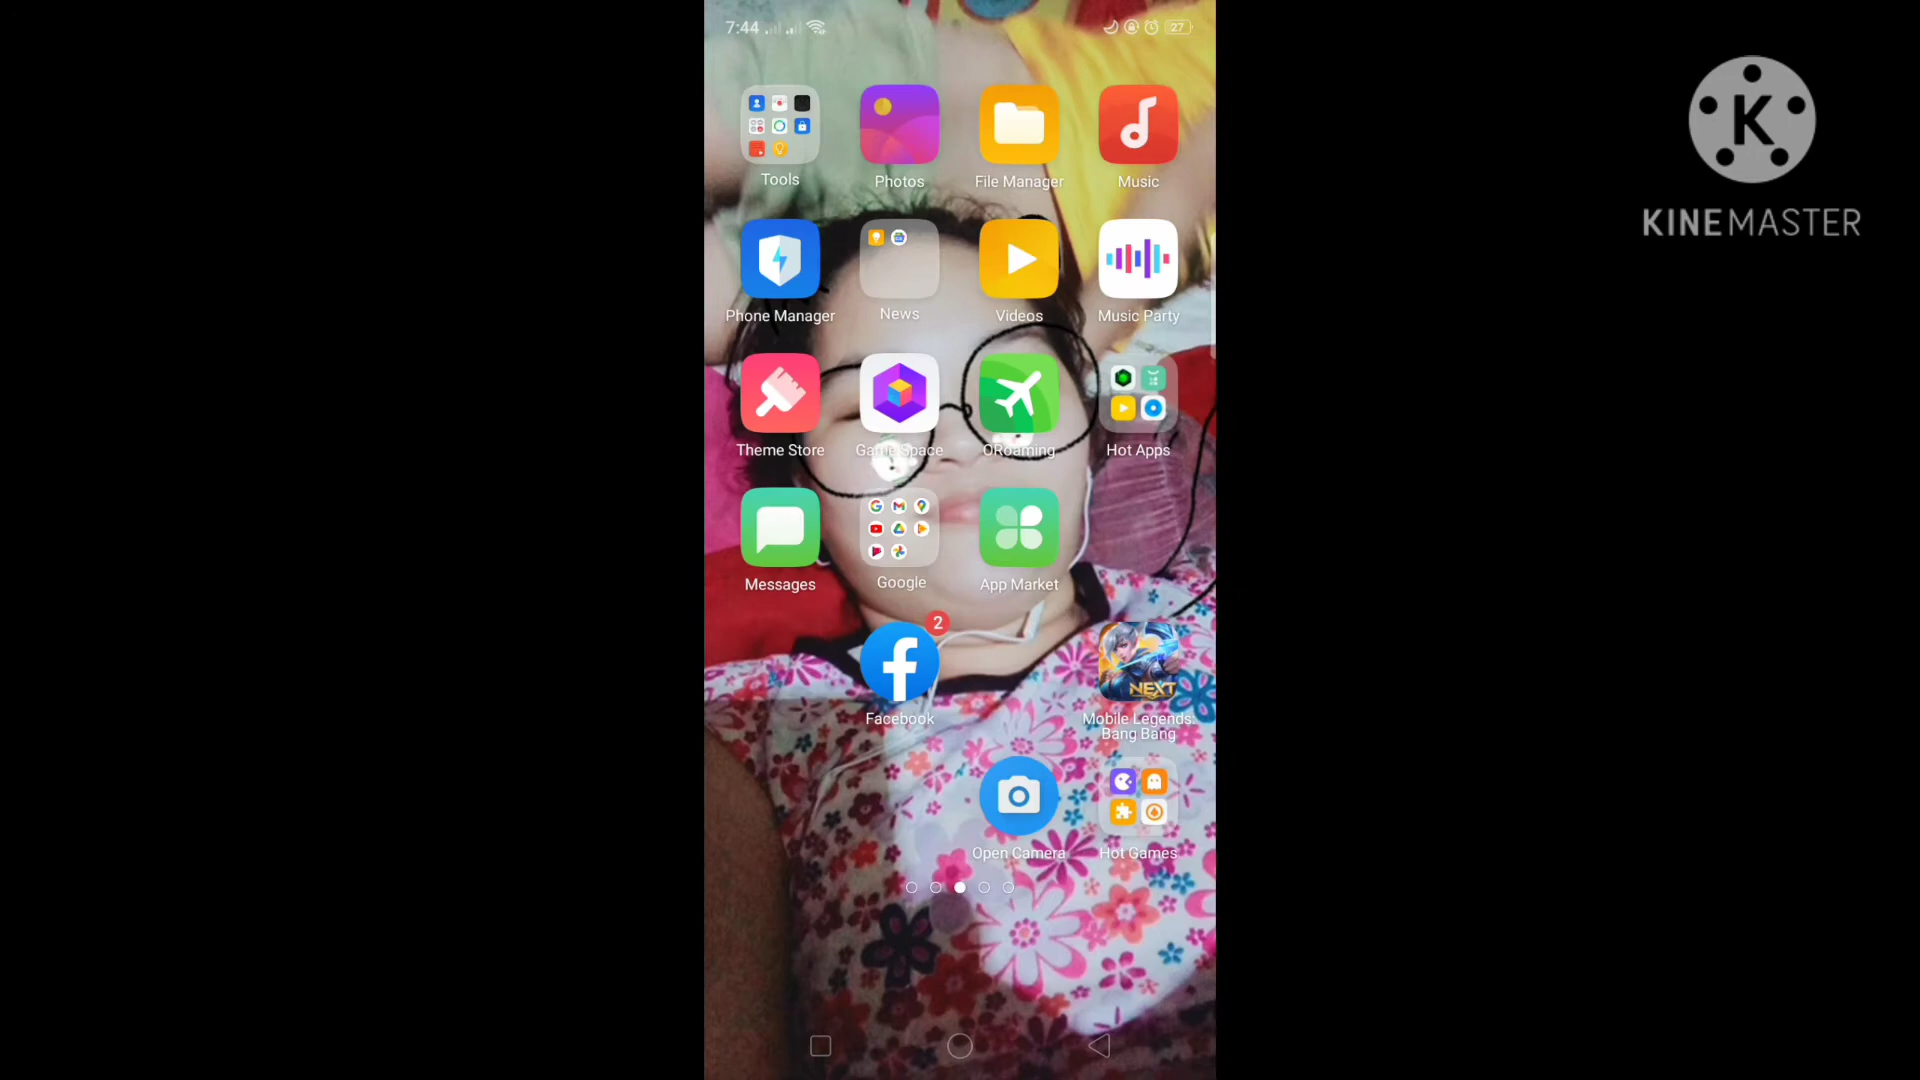 7:44
27
KINEMASTER
Tools
Photos
File Manager
Music
Phone Manager
News
Videos
Music Party
Theme Store
Game Space
ORoaming
Hot Apps
Messages
Google
App Market
2
NEXT
Facebook
Mobile Legends:
Bang Bang
Open Camera
Hot Games